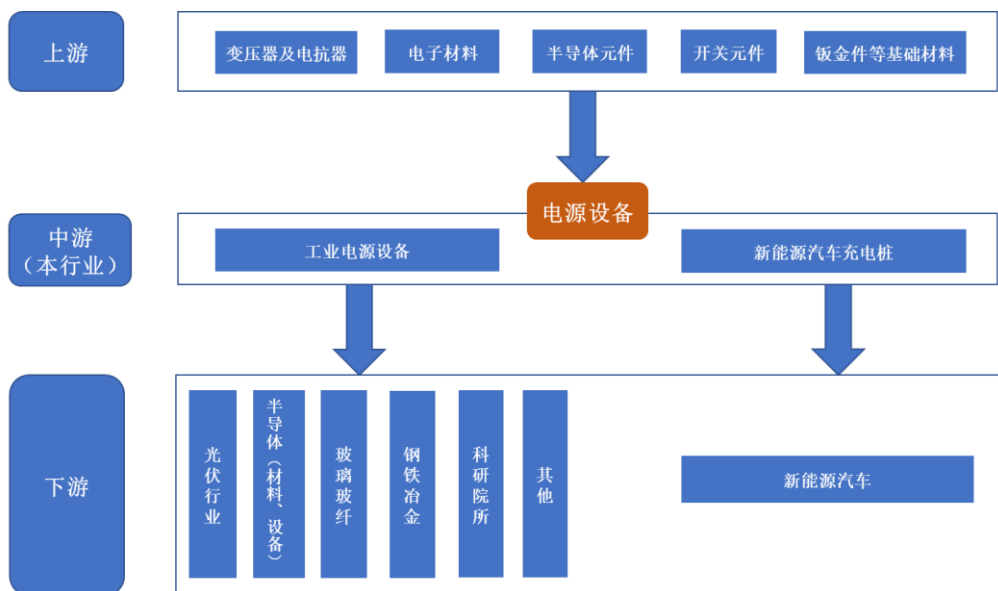 上游
变压器及电抗器
电子材料
半导体元件
开关元件
钣金件等基础材料
电源设备
中游
（本行业）
工业电源设备
新能源汽车充电桩
下游
光伏行业
半导体（材料、设备）
玻璃玻纤
钢铁冶金
科研院所
其他
新能源汽车